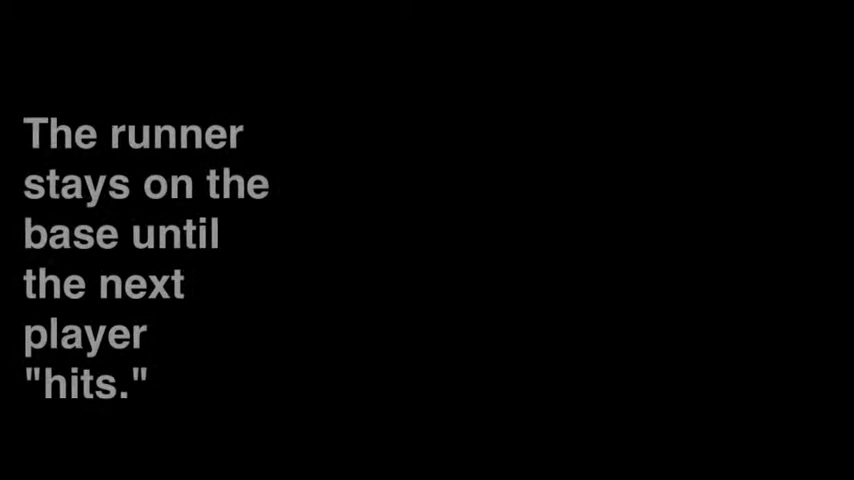 The runner
stays on the
base until
the next
player
"hits."